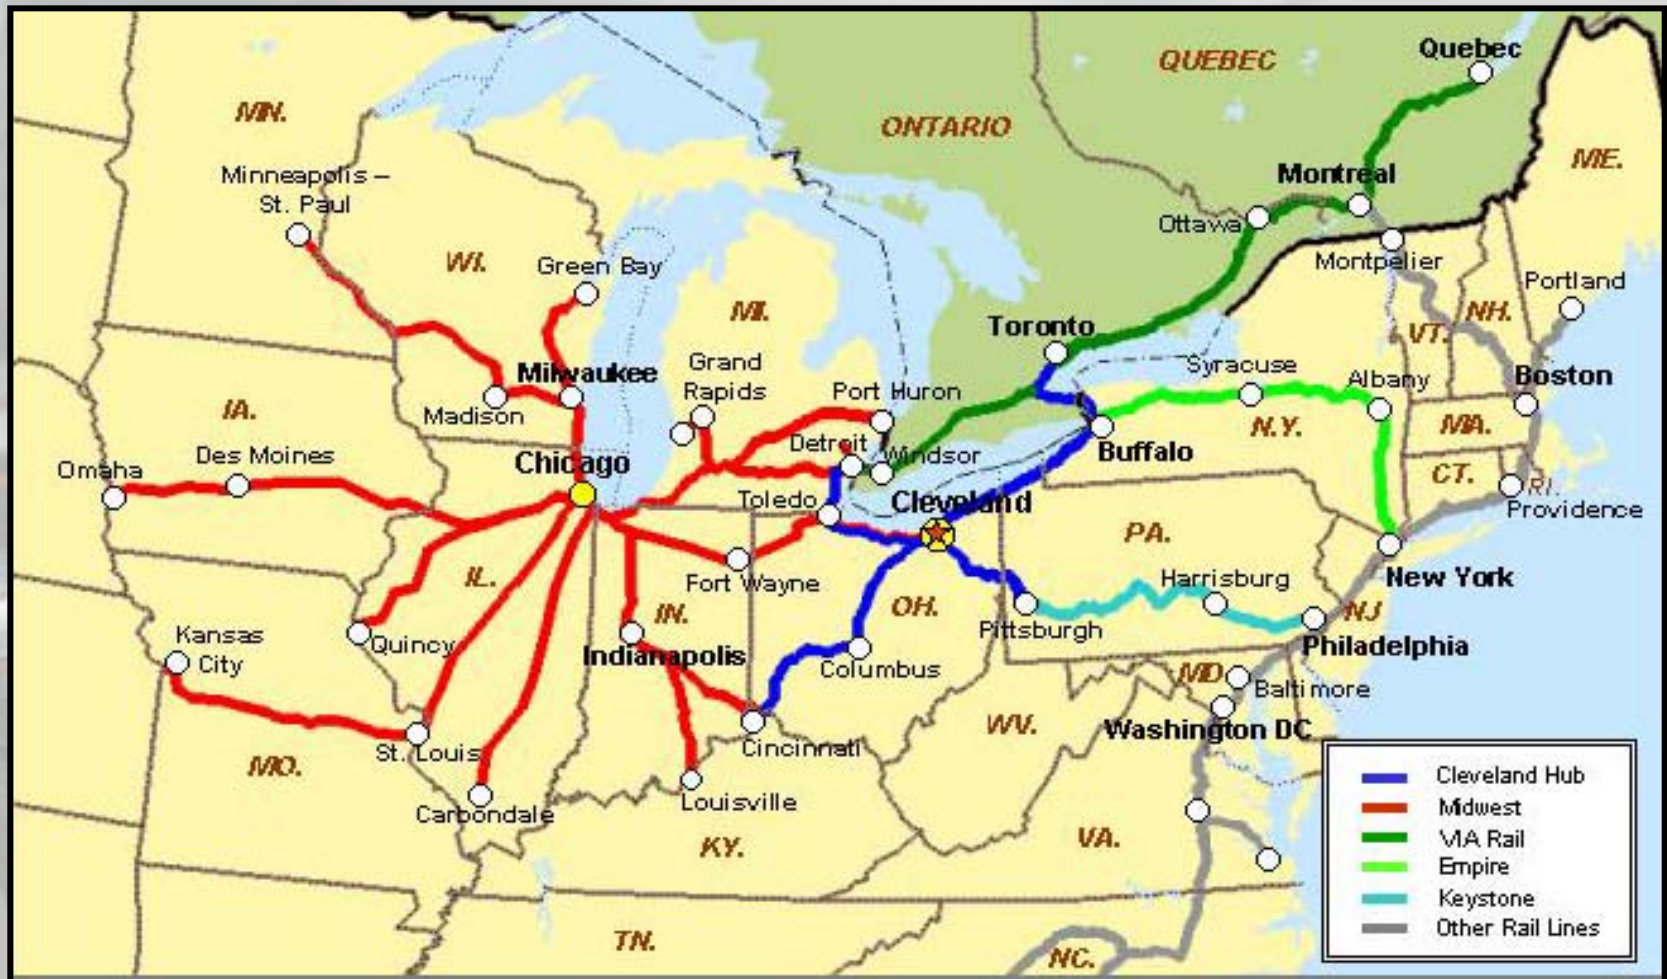 Quebec
QUEBEC
MN.
ONTARIO
ME.
Minneapolis –
St. Paul
Montreal
Ottawa
WI.
Green Bay
Montpelier
Portland
MI.
NH.
Toronto
VT.
Grand
Rapids
Milwaukee
Syracuse
Albany
Boston
Port Huron
Madison
IA.
N.Y.
MA.
Detroit
Windsor
Buffalo
Des Moines
Chicago
Omaha
CT.
RI.
Toledo
Cleveland
Providence
PA.
Fort Wayne
IL.
Harrisburg
New York
IN.
OH.
NJ
Kansas
City
Quincy
Pittsburgh
Indianapolis
Columbus
Philadelphia
MD
Baltimore
WV.
Washington DC
St. Louis
Cincinnati
MO.
Louisville
Carbondale
KY.
VA.
TN.
NC.
Cleveland Hub
Midwest
VIA Rail
Empire
Keystone
Other Rail Lines